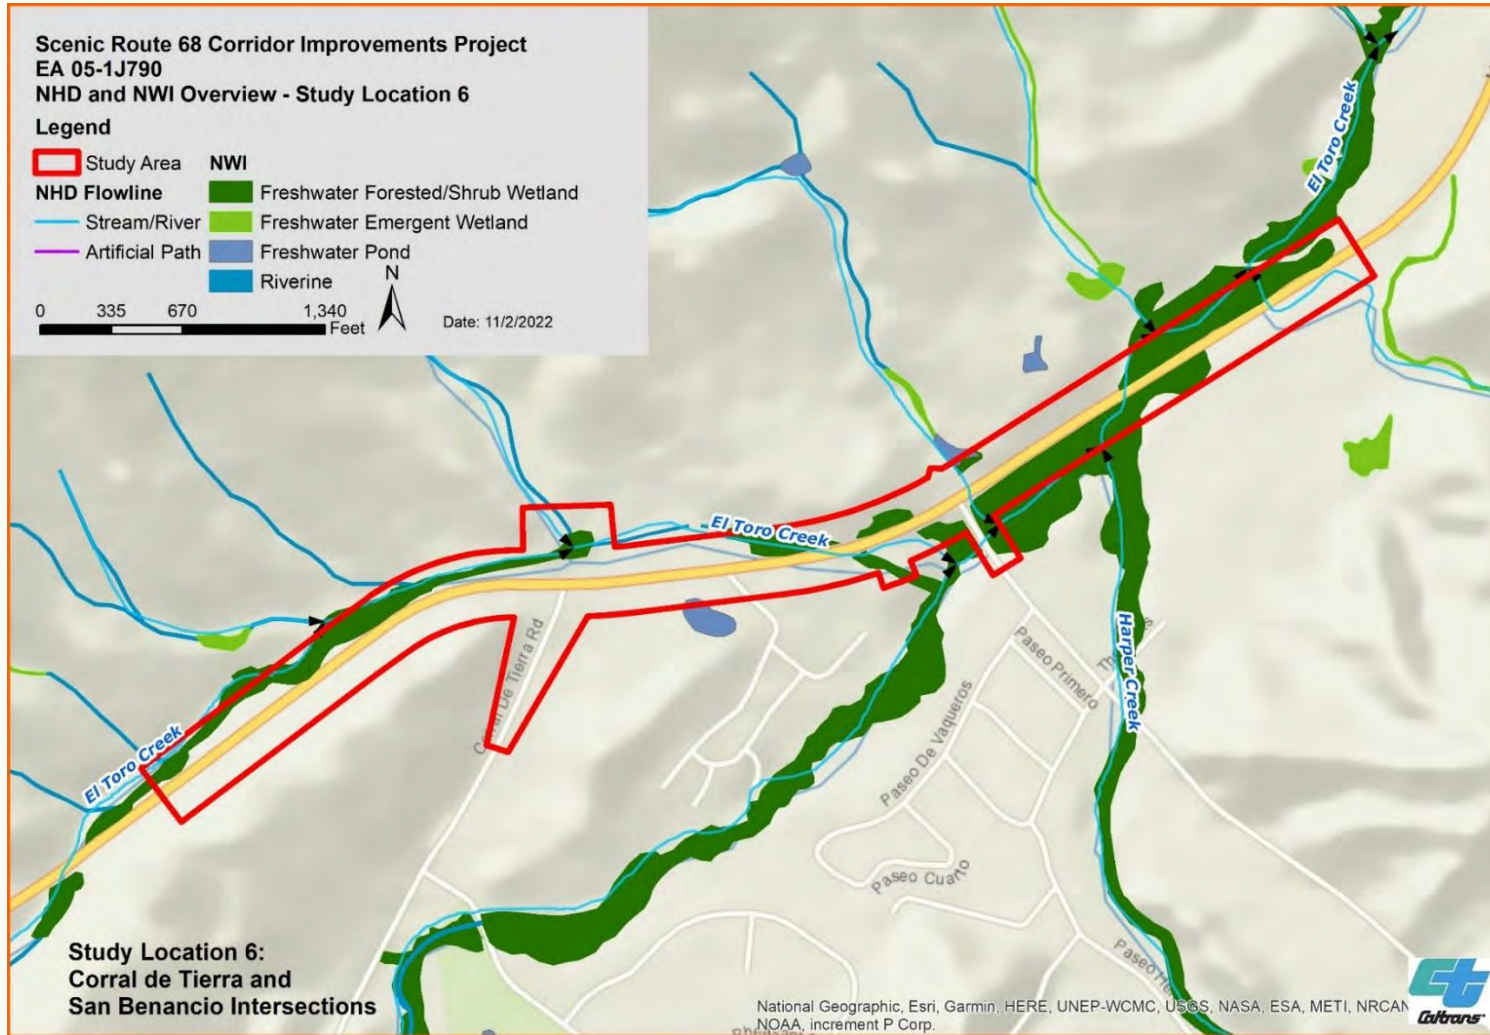 Scenic Route 68 Corridor Improvements Project
EA 05-1J790
NHD and NWI Overview - Study Location 6
Legend
Study Area
NHD Flowline
Stream/River
Artificial Path
NWI
Freshwater Forested/Shrub Wetland
Freshwater Emergent Wetland
Freshwater Pond
Riverine
N
0 335 670 1,340
Feet
Date: 11/2/2022
El Toro Creek
El Toro Creek
El Toro Creek
Harper Creek
Corral De Tierra Rd
Paseo Primero
Paseo De Vaqueros
Paseo Cuarto
Study Location 6:
Corral de Tierra and
San Benancio Intersections
National Geographic, Esri, Garmin, HERE, UNEP-WCMC, USGS, NASA, ESA, METI, NRCAN
NOAA, increment P Corp.
Caltrans